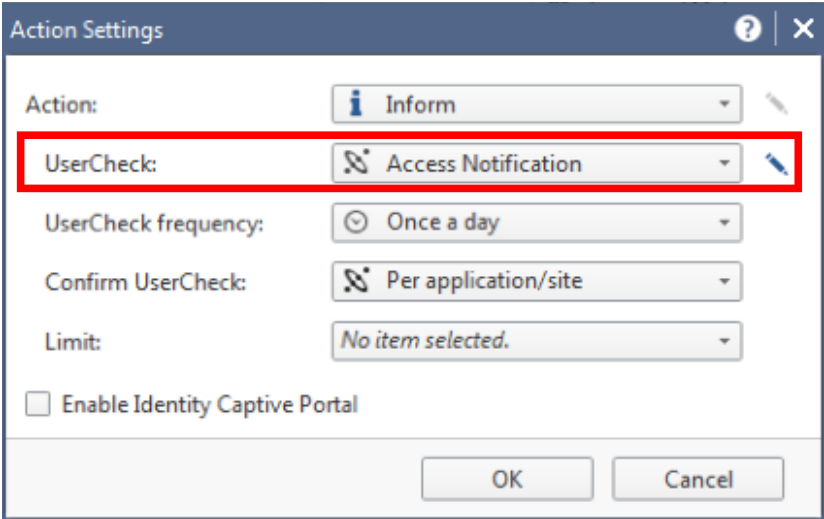 Action Settings
Action: Inform
UserCheck: Access Notification
UserCheck frequency: Once a day
Confirm UserCheck: Per application/site
Limit: No item selected.
Enable Identity Captive Portal
OK Cancel